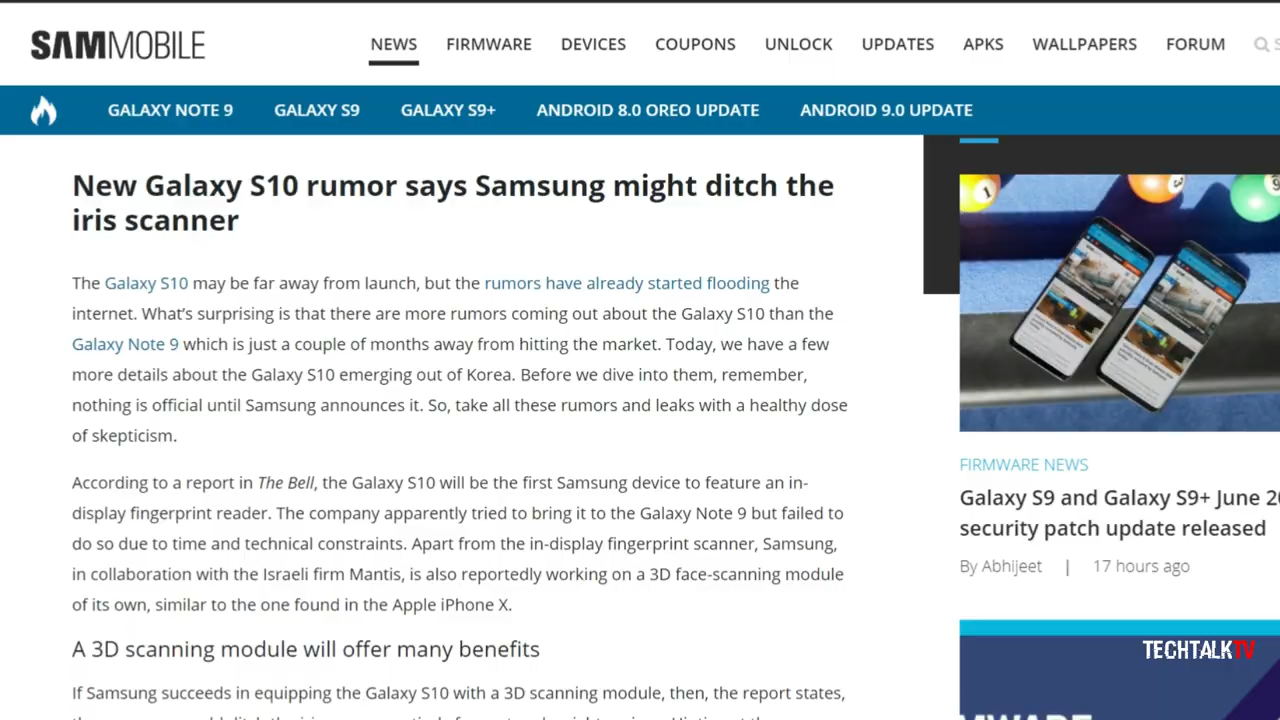 SAMMOBILE
NEWS FIRMWARE DEVICES COUPONS UNLOCK UPDATES APKS WALLPAPERS FORUM
GALAXY NOTE 9 GALAXY S9 GALAXY S9+ ANDROID 8.0 OREO UPDATE ANDROID 9.0 UPDATE
New Galaxy S10 rumor says Samsung might ditch the
iris scanner
The Galaxy S10 may be far away from launch, but the rumors have already started flooding the
internet. What’s surprising is that there are more rumors coming out about the Galaxy S10 than the
Galaxy Note 9 which is just a couple of months away from hitting the market. Today, we have a few
more details about the Galaxy S10 emerging out of Korea. Before we dive into them, remember,
nothing is official until Samsung announces it. So, take all these rumors and leaks with a healthy dose
of skepticism.
According to a report in The Bell, the Galaxy S10 will be the first Samsung device to feature an in-
display fingerprint reader. The company apparently tried to bring it to the Galaxy Note 9 but failed to
do so due to time and technical constraints. Apart from the in-display fingerprint scanner, Samsung,
in collaboration with the Israeli firm Mantis, is also reportedly working on a 3D face-scanning module
of its own, similar to the one found in the Apple iPhone X.
A 3D scanning module will offer many benefits
If Samsung succeeds in equipping the Galaxy S10 with a 3D scanning module, then, the report states,
FIRMWARE NEWS
Galaxy S9 and Galaxy S9+ June
security patch update released
By Abhijeet | 17 hours ago
TECHTALKTV